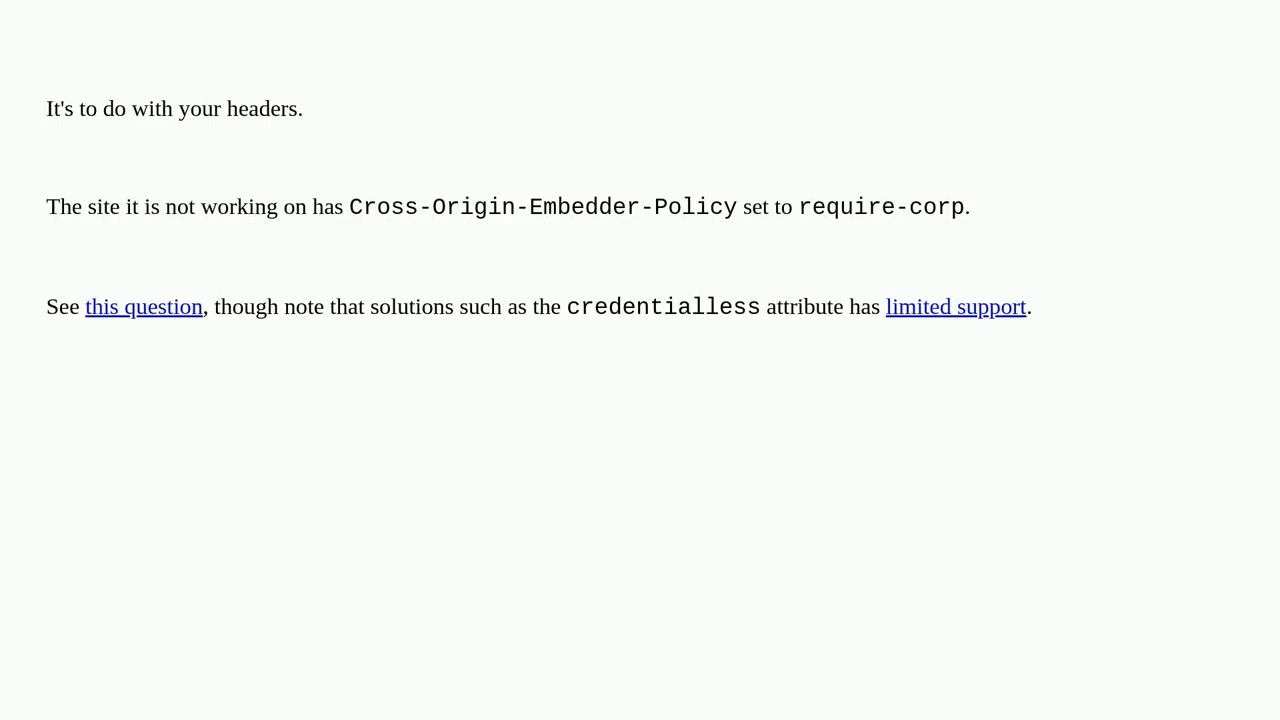 It's to do with your headers.
The site it is not working on has Cross-Origin-Embedder-Policy set to require-corp.
See this question, though note that solutions such as the credentialless attribute has limited support.